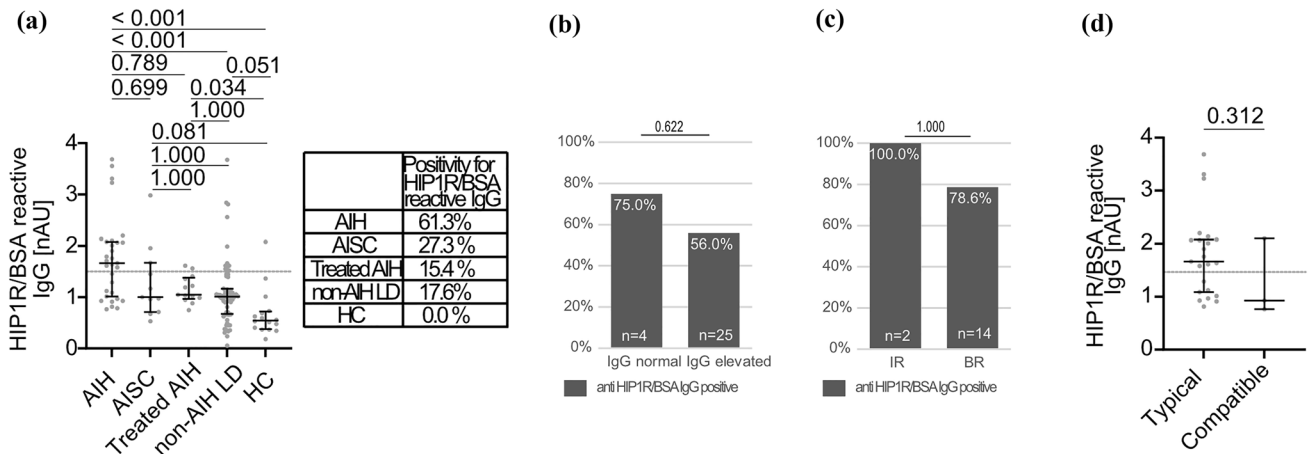 (a)
< 0.001
< 0.001
0.789
0.051
0.699
0.034
1.000
0.081
1.000
1.000
HIP1R/BSA reactive
IgG [nAU]
4
3
2
1
0
AIH
AISC
Treated AIH
non-AIH LD
HC
Positivity for
HIP1R/BSA
reactive IgG
AIH 61.3%
AISC 27.3 %
Treated AIH 15.4 %
non-AIH LD 17.6%
HC 0.0 %
(b)
0.622
100%
80%
60%
40%
20%
0%
75.0%
56.0%
n=4
n=25
IgG normal IgG elevated
anti HIP1R/BSA IgG positive
(c)
1.000
100%
80%
60%
40%
20%
0%
100.0%
78.6%
n=2
n=14
IR BR
anti HIP1R/BSA IgG positive
(d)
0.312
HIP1R/BSA reactive
IgG [nAU]
4
3
2
1
0
Typical
Compatible